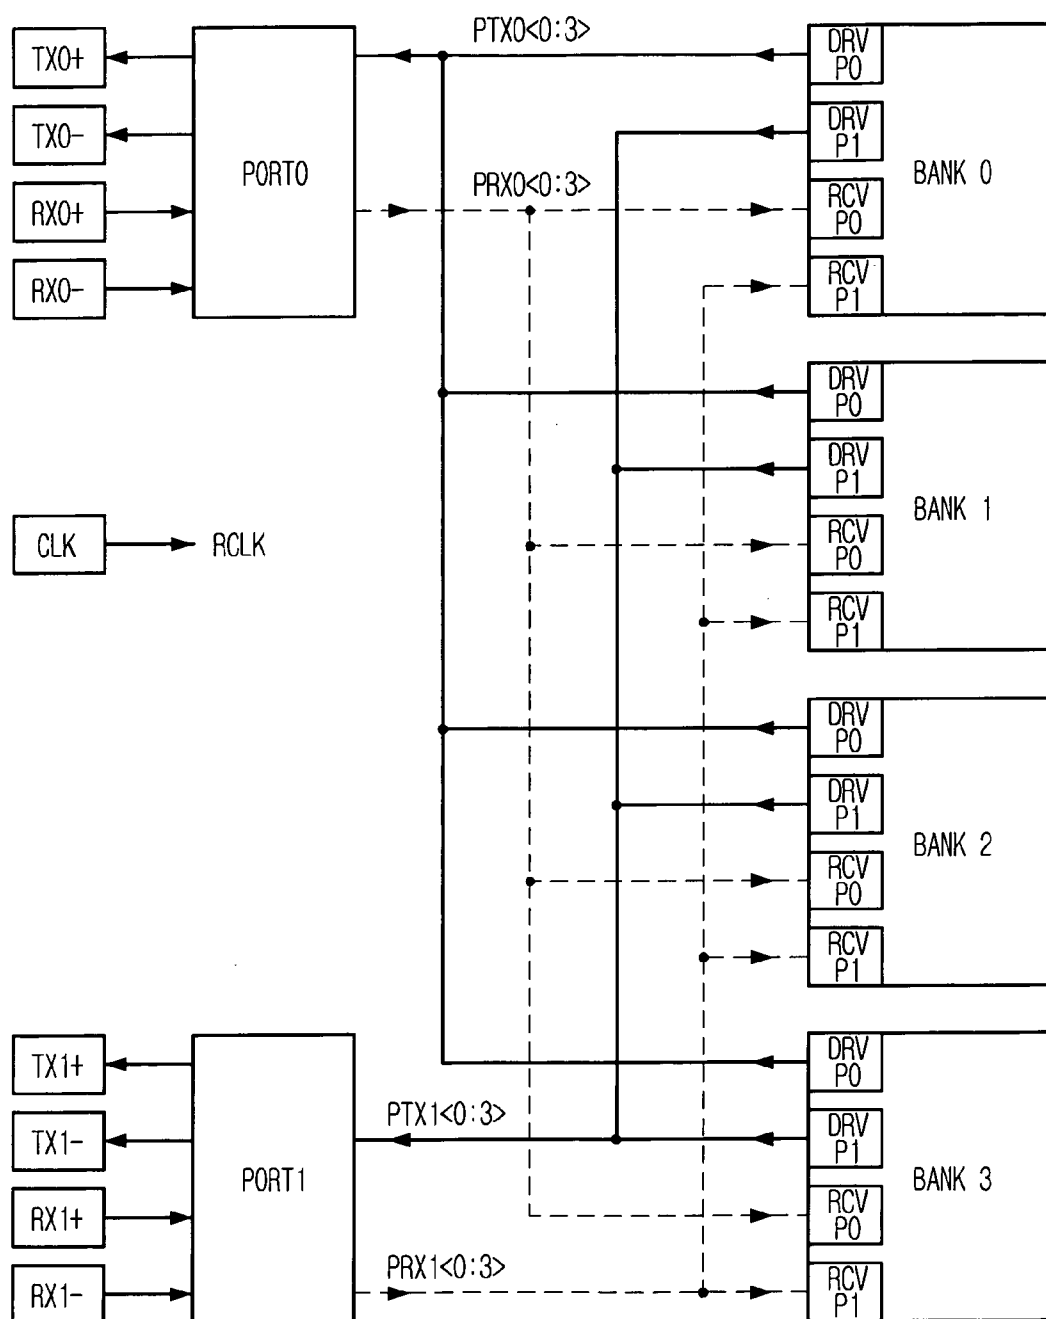 PTX0<0:3>
TX0+
TX0-
RX0+
RX0-
PORT0
PRX0<0:3>
DRV
P0
DRV
P1
RCV
P0
RCV
P1
BANK 0
DRV
P0
DRV
P1
RCV
P0
RCV
P1
BANK 1
CLK
RCLK
DRV
P0
DRV
P1
RCV
P0
RCV
P1
BANK 2
TX1+
TX1-
RX1+
RX1-
PORT1
PTX1<0:3>
PRX1<0:3>
DRV
P0
DRV
P1
RCV
P0
RCV
P1
BANK 3